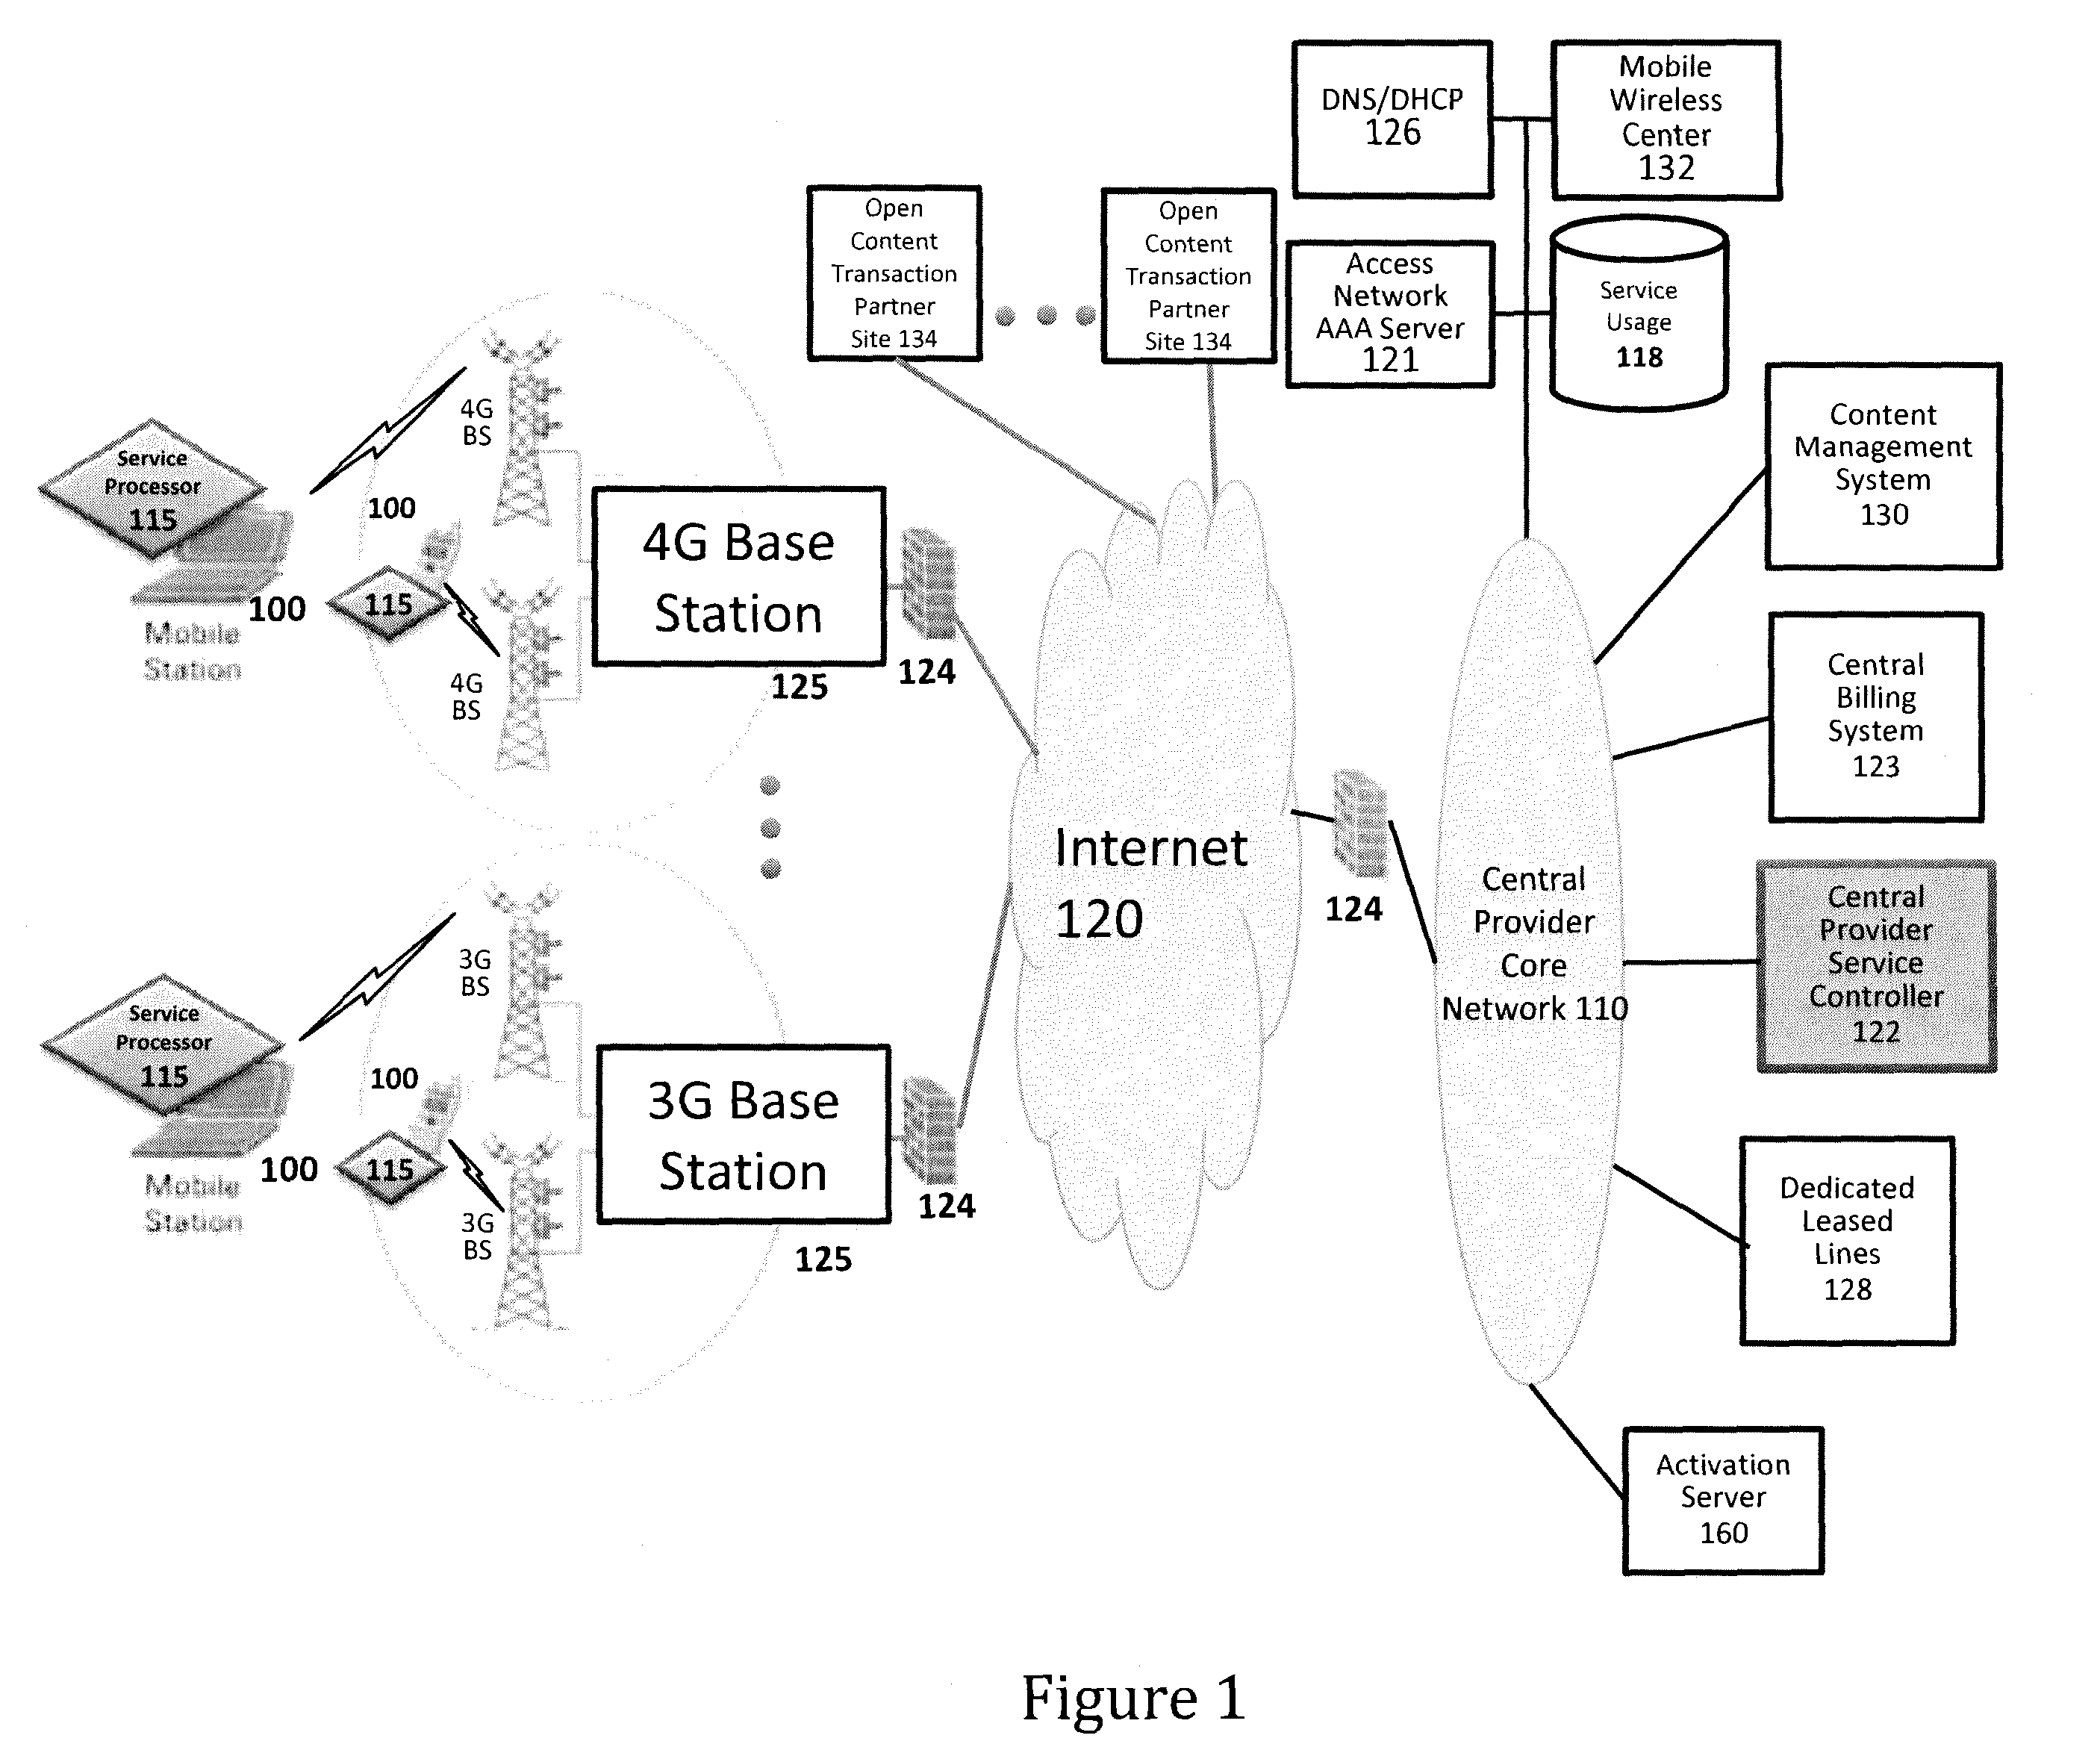 DNS/DHCP
126
Mobile
Wireless
Center
132
Open
Content
Transaction
Partner
Site 134
Open
Content
Transaction
Partner
Site 134
Access
Network
AAA Server
121
Service
Usage
118
Content
Management
System
130
Central
Billing
System
123
Central
Provider
Service
Controller
122
Dedicated
Leased
Lines
128
Activation
Server
160
Service
Processor
115
100
Mobile
Station
4G
BS
100
115
4G
BS
4G Base
Station
125
124
Service
Processor
115
100
Mobile
Station
3G
BS
100
115
3G
BS
3G Base
Station
125
124
Internet
120
124
Central
Provider
Core
Network 110
Figure 1